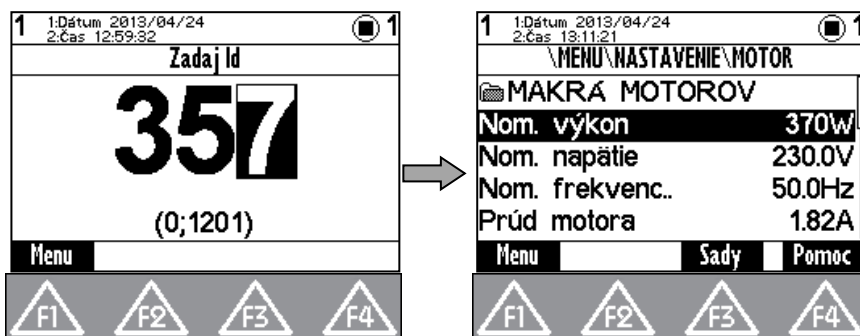 1 1:Dátum 2013/04/24 1
2:Čas 12:59:32
Zadaj Id
357
(0;1201)
Menu
F1 F2 F3 F4
1 1:Dátum 2013/04/24 1
2:Čas 13:11:21
\MENU\NASTAVENIE\MOTOR
MAKRÁ MOTOROV
Nom. výkon 370W
Nom. napätie 230.0V
Nom. frekvenc.. 50.0Hz
Prúd motora 1.82A
Menu Sady Pomoc
F1 F2 F3 F4